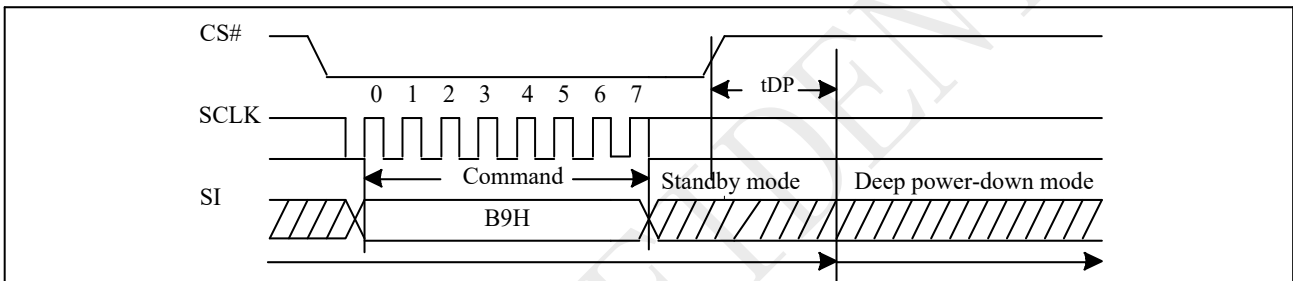 CS#
tDP
0 1 2 3 4 5 6 7
SCLK
Command
Standby mode
Deep power-down mode
SI
B9H